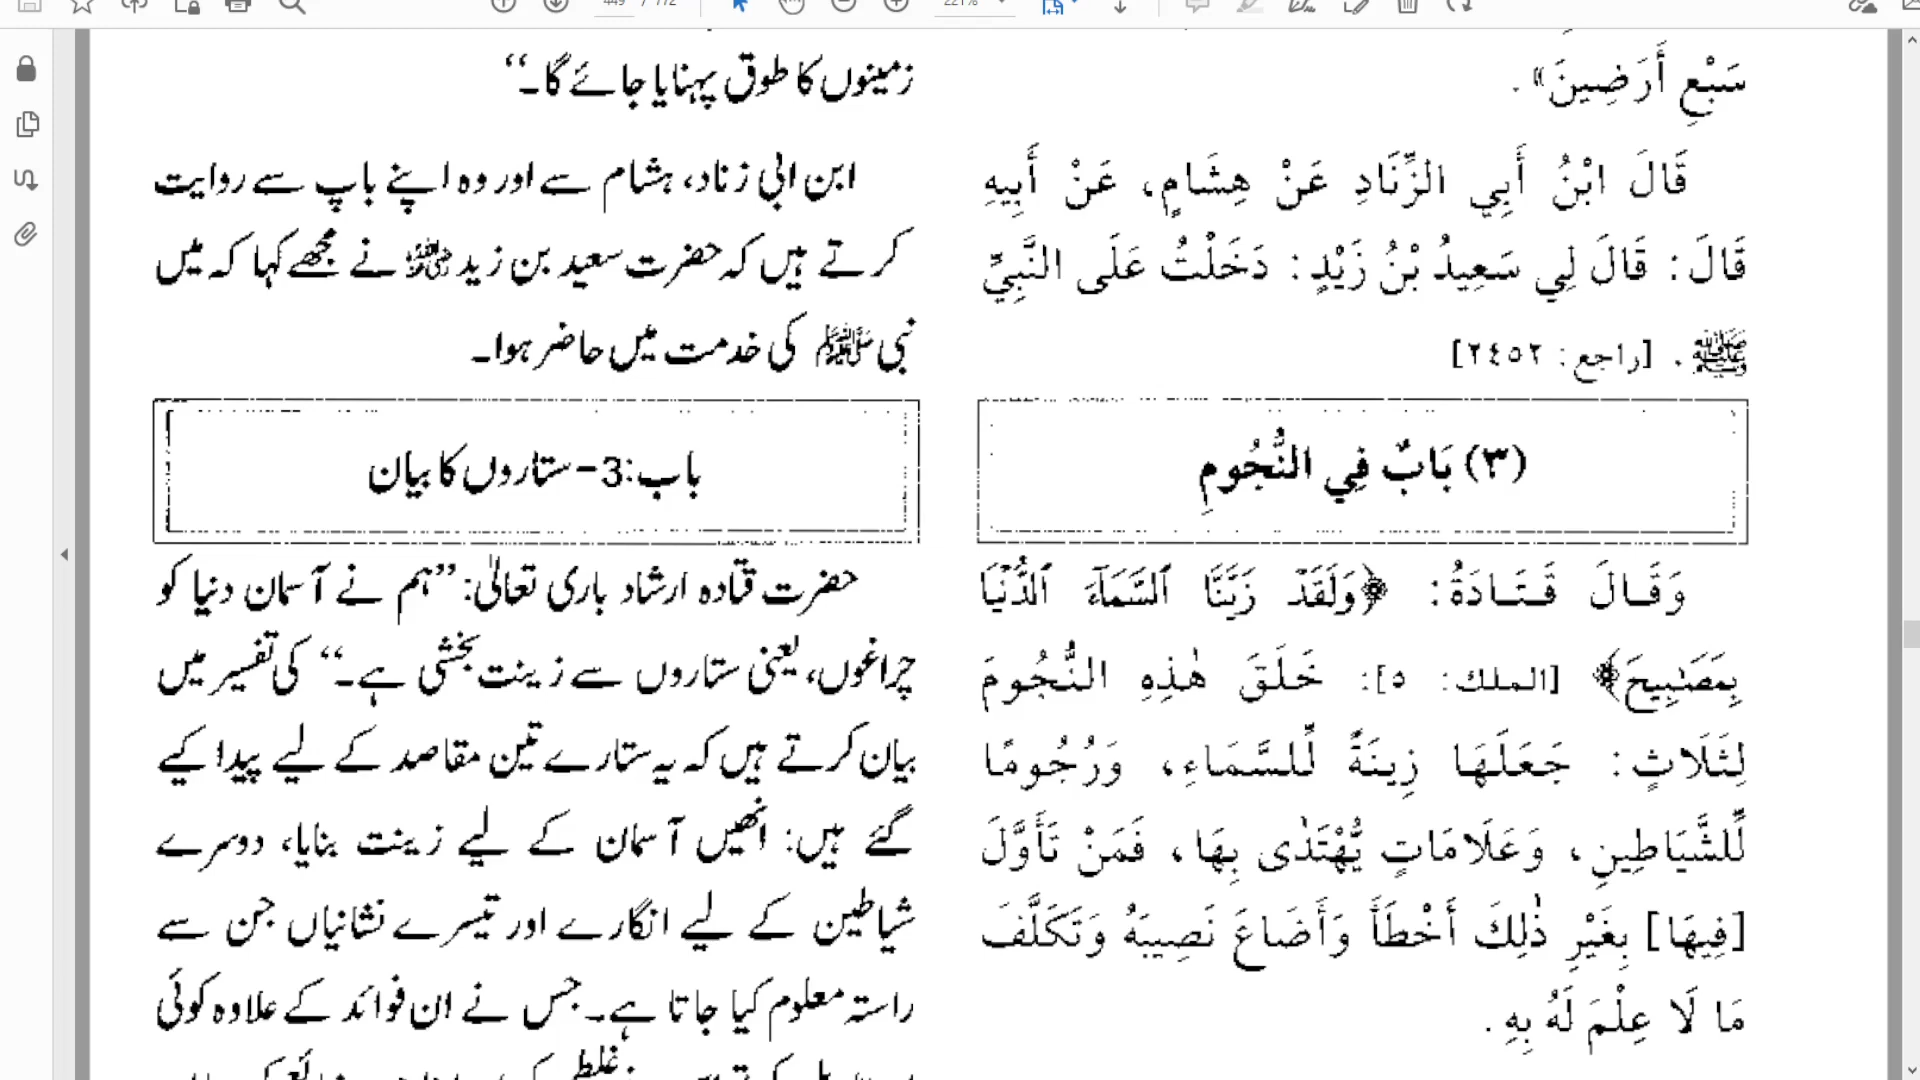 449 / 772
221%
سَبْعِ أَرَضِينَ» .
قَالَ ابْنُ أَبِي الزِّنَادِ عَنْ هِشَامٍ، عَنْ أَبِيهِ
قَالَ: قَالَ لِي سَعِيدُ بْنُ زَيْدٍ: دَخَلْتُ عَلَى النَّبِيِّ
ﷺ . [راجع: ٢٤٥٢]
(٣) بَابٌ فِي النُّجُومِ
وَقَالَ قَتَادَةُ: ﴿وَلَقَدْ زَيَّنَّا ٱلسَّمَآءَ ٱلدُّنْيَا
بِمَصَٰبِيحَ﴾ [الملك: ٥]: خَلَقَ هٰذِهِ النُّجُومَ
لِثَلَاثٍ: جَعَلَهَا زِينَةً لِّلسَّمَاءِ، وَرُجُومًا
لِّلشَّيَاطِينِ، وَعَلَامَاتٍ يُّهْتَدٰى بِهَا، فَمَنْ تَأَوَّلَ
[فِيهَا] بِغَيْرِ ذٰلِكَ أَخْطَأَ وَأَضَاعَ نَصِيبَهُ وَتَكَلَّفَ
مَا لَا عِلْمَ لَهُ بِهِ .
زمینوں کا طوق پہنایا جائے گا۔‘‘
ابن ابی زناد، ہشام سے اور وہ اپنے باپ سے روایت
کرتے ہیں کہ حضرت سعید بن زید ؓ نے مجھے کہا کہ میں
نبی ﷺ کی خدمت میں حاضر ہوا۔
باب:3- ستاروں کا بیان
حضرت قتادہ ارشاد باری تعالیٰ: ’’ہم نے آسمان دنیا کو
چراغوں، یعنی ستاروں سے زینت بخشی ہے۔‘‘ کی تفسیر میں
بیان کرتے ہیں کہ یہ ستارے تین مقاصد کے لیے پیدا کیے
گئے ہیں: انھیں آسمان کے لیے زینت بنایا، دوسرے
شیاطین کے لیے انگارے اور تیسرے نشانیاں جن سے
راستہ معلوم کیا جاتا ہے۔ جس نے ان فوائد کے علاوہ کوئی